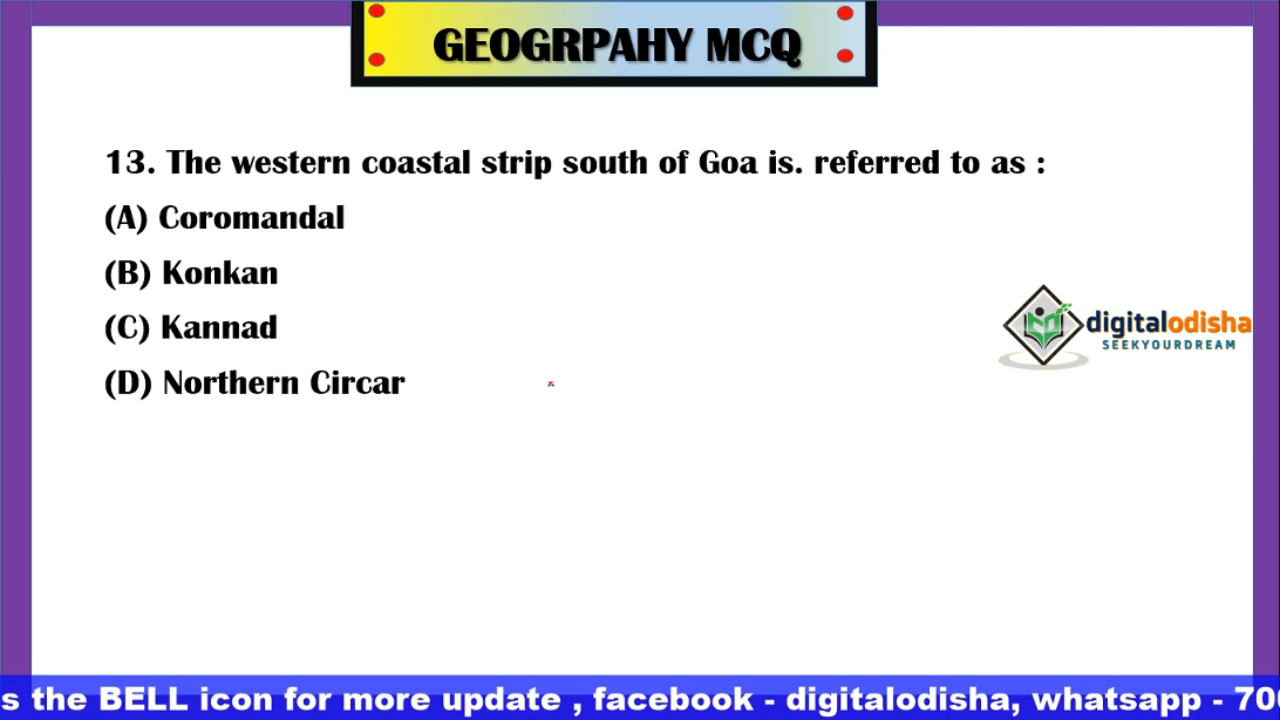 GEOGRPAHY MCQ
13. The western coastal strip south of Goa is. referred to as :
(A) Coromandal
(B) Konkan
(C) Kannad
(D) Northern Circar
digitalodisha
SEEKYOURDREAM
s the BELL icon for more update , facebook - digitalodisha, whatsapp - 70